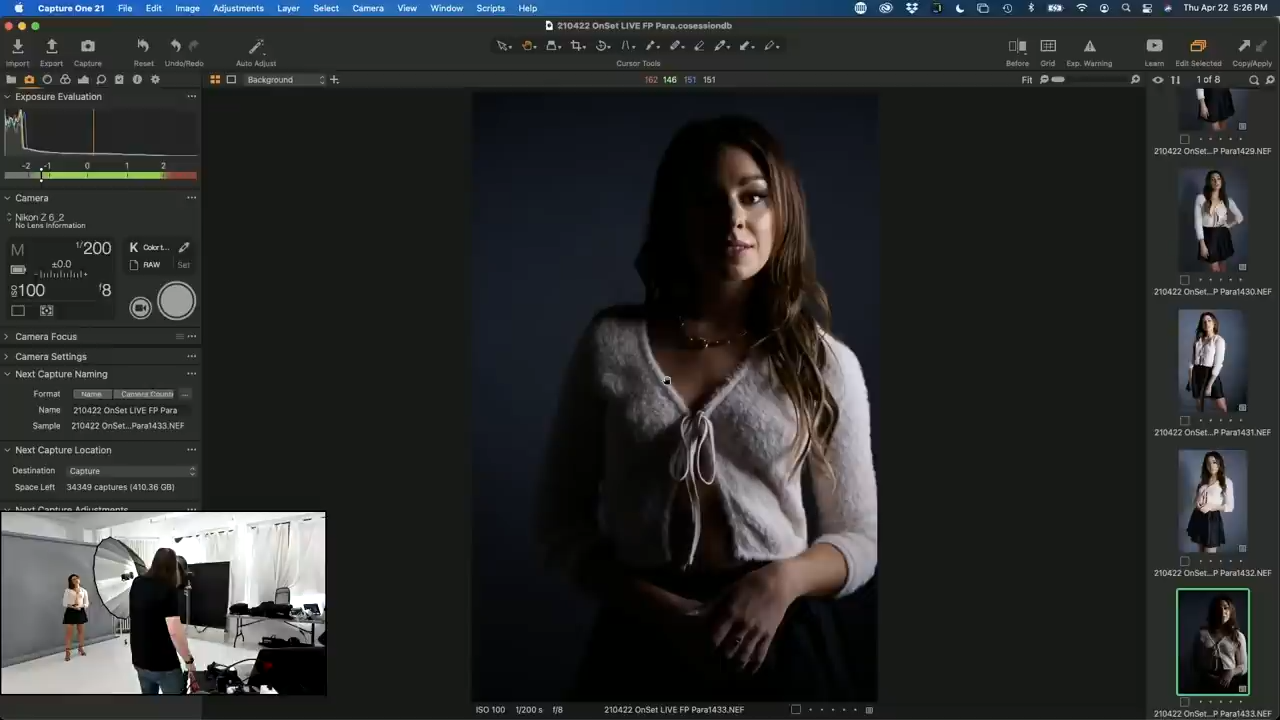 Capture One 21 File Edit Image Adjustments Layer Select Camera View Window Scripts Help Thu Apr 22 5:26 PM
210422 OnSet LIVE FP Para.cosessiondb
Import Export Capture Reset Undo/Redo Auto Adjust Cursor Tools Before Grid Exp. Warning Learn Edit Selected Copy/Apply
Background 162 146 151 151 Fit 1 of 8
Exposure Evaluation
-2 -1 0 1 2
Camera
Nikon Z 6_2
No Lens Information
M 1/200 K Color t...
±0.0 RAW Set
100 f8
Camera Focus
Camera Settings
Next Capture Naming
Format Name Camera Count
Name 210422 OnSet LIVE FP Para
Sample 210422 OnSet...Para1433.NEF
Next Capture Location
Destination Capture
Space Left 34349 captures (410.36 GB)
Next Capture Adjustments
210422 OnSet...P Para1429.NEF
210422 OnSet...P Para1430.NEF
210422 OnSet...P Para1431.NEF
210422 OnSet...P Para1432.NEF
210422 OnSet...P Para1433.NEF
ISO 100 1/200 s f/8 210422 OnSet LIVE FP Para1433.NEF